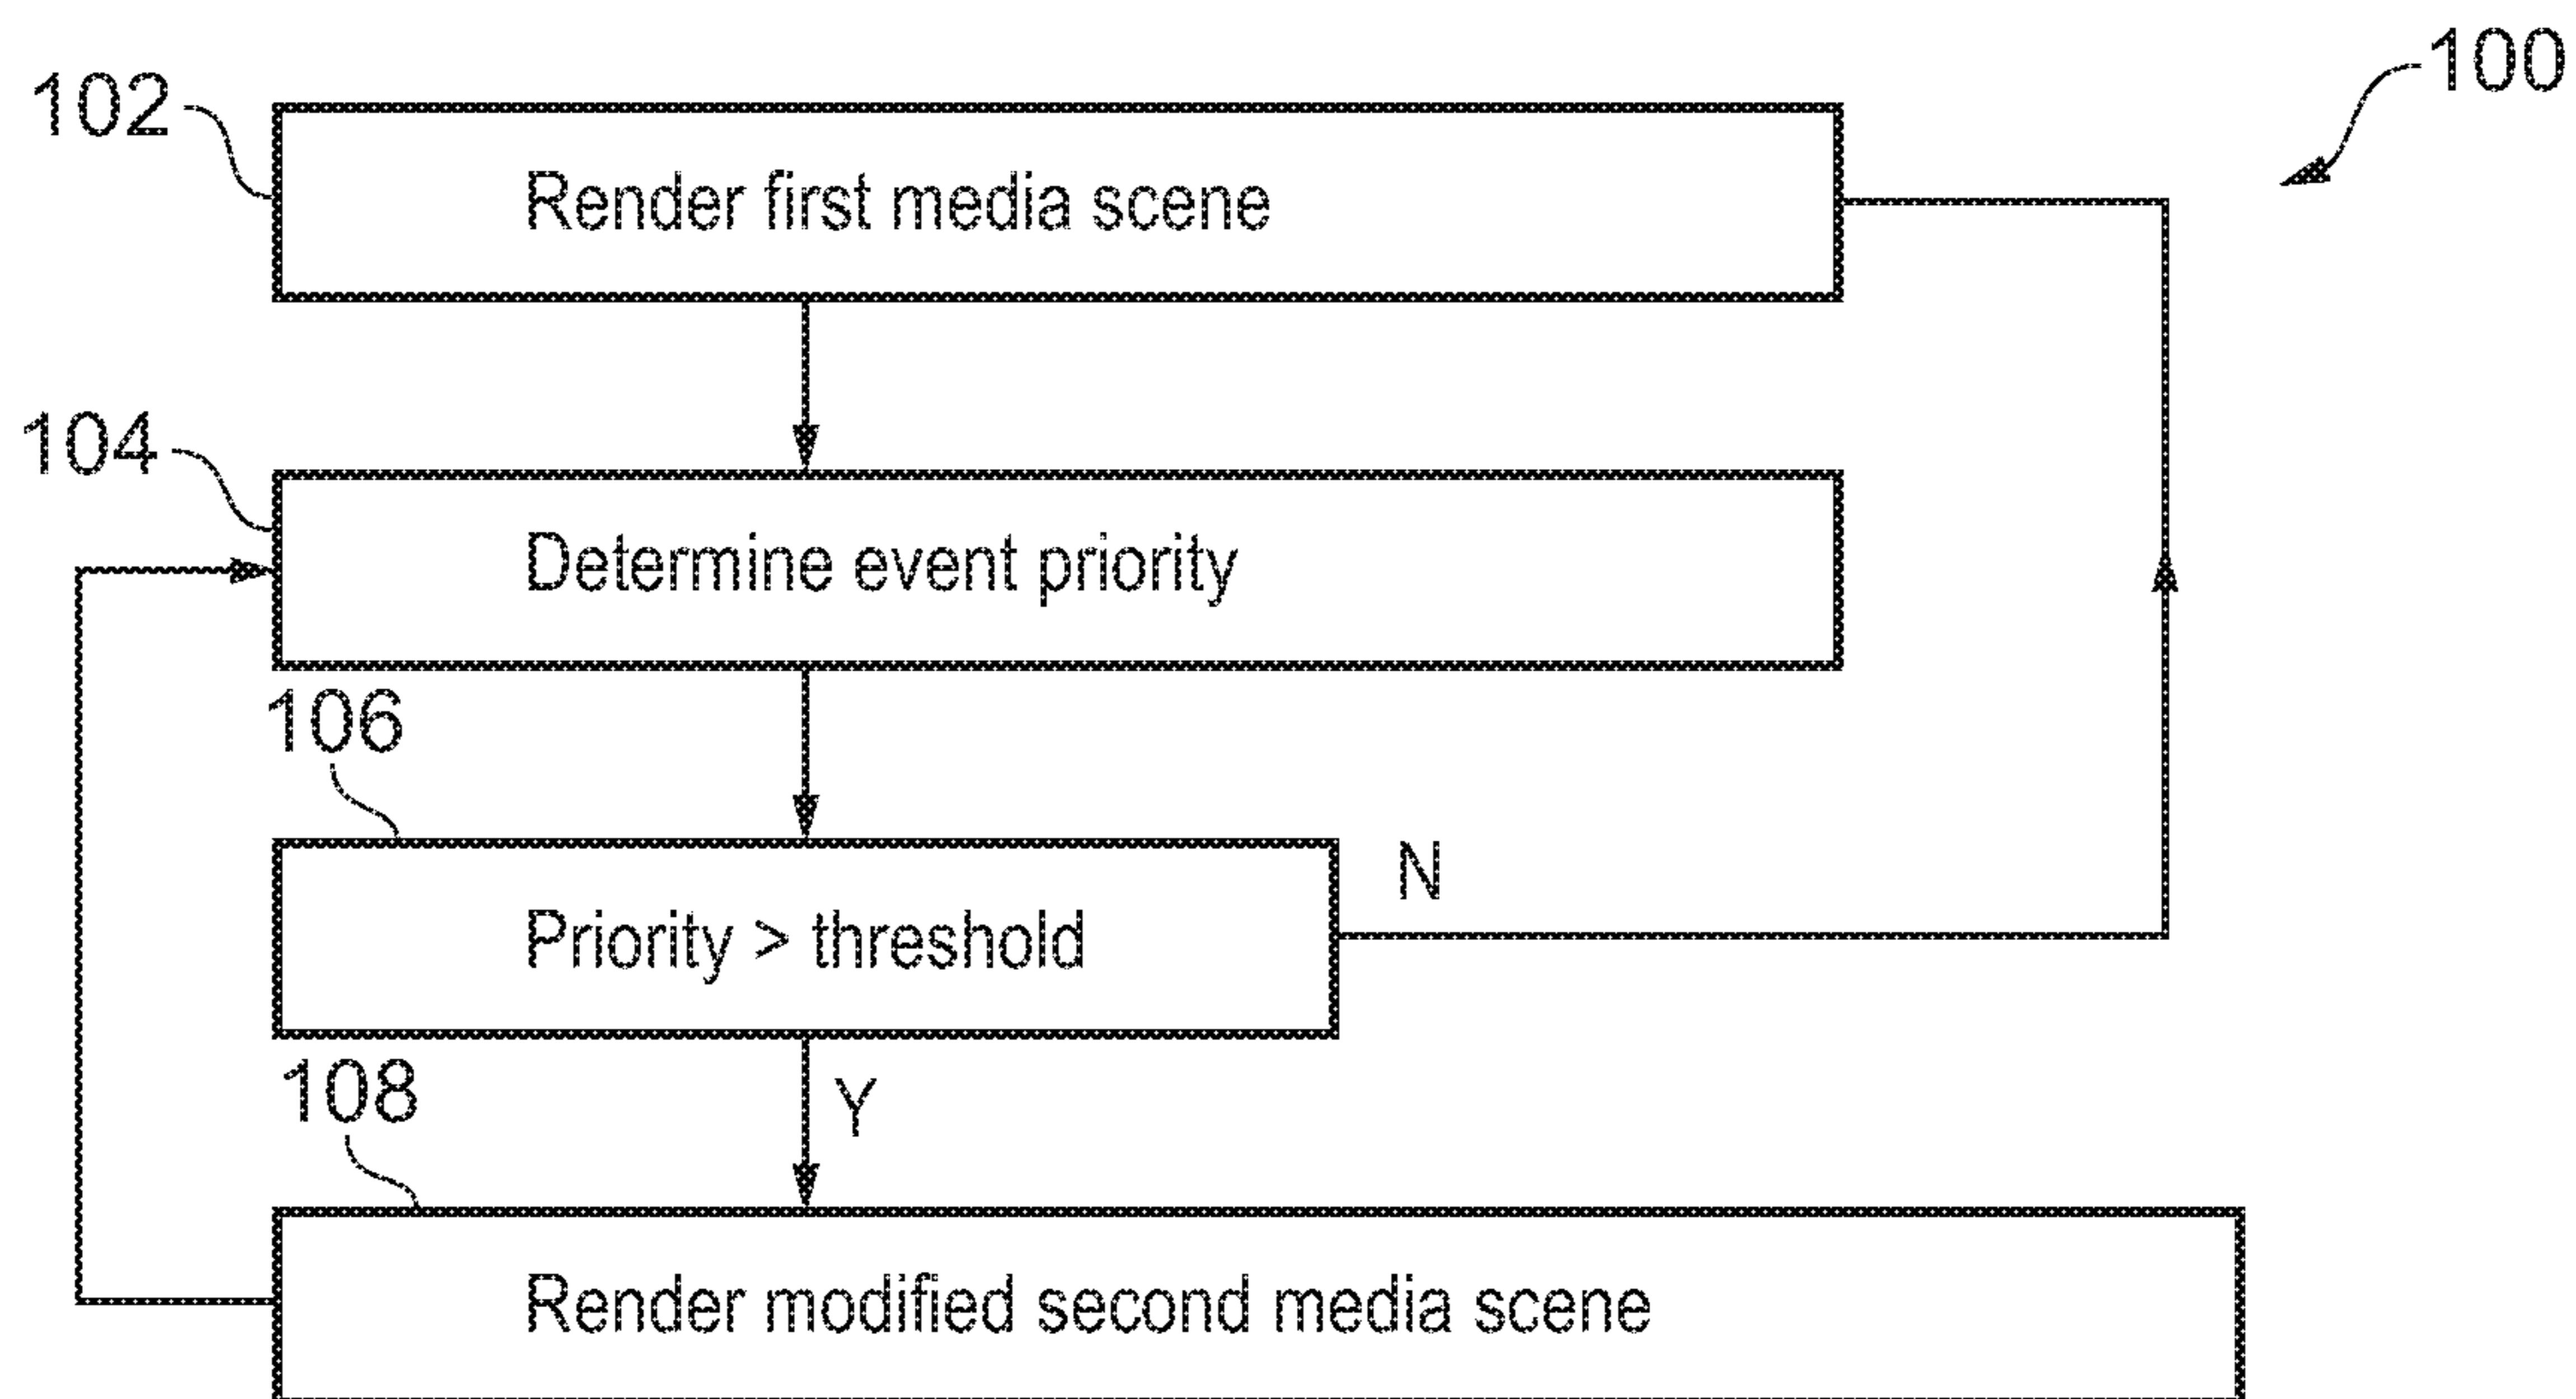 100
102
Render first media scene
104
Determine event priority
106
Priority > threshold
N
108
Y
Render modified second media scene